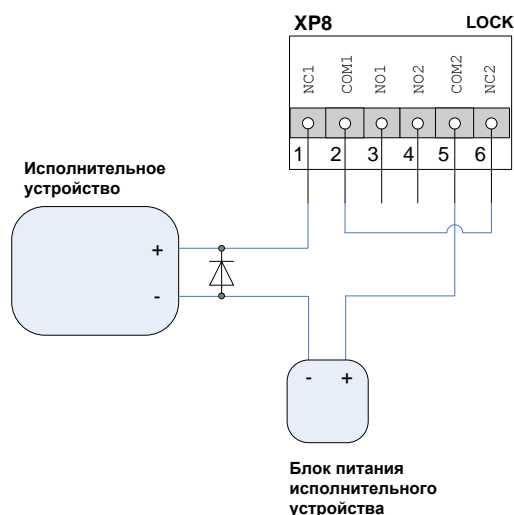 XP8 LOCK
NC1 COM1 NO1 NO2 COM2 NC2
1 2 3 4 5 6
Исполнительное
устройство
+
-
- +
Блок питания
исполнительного
устройства